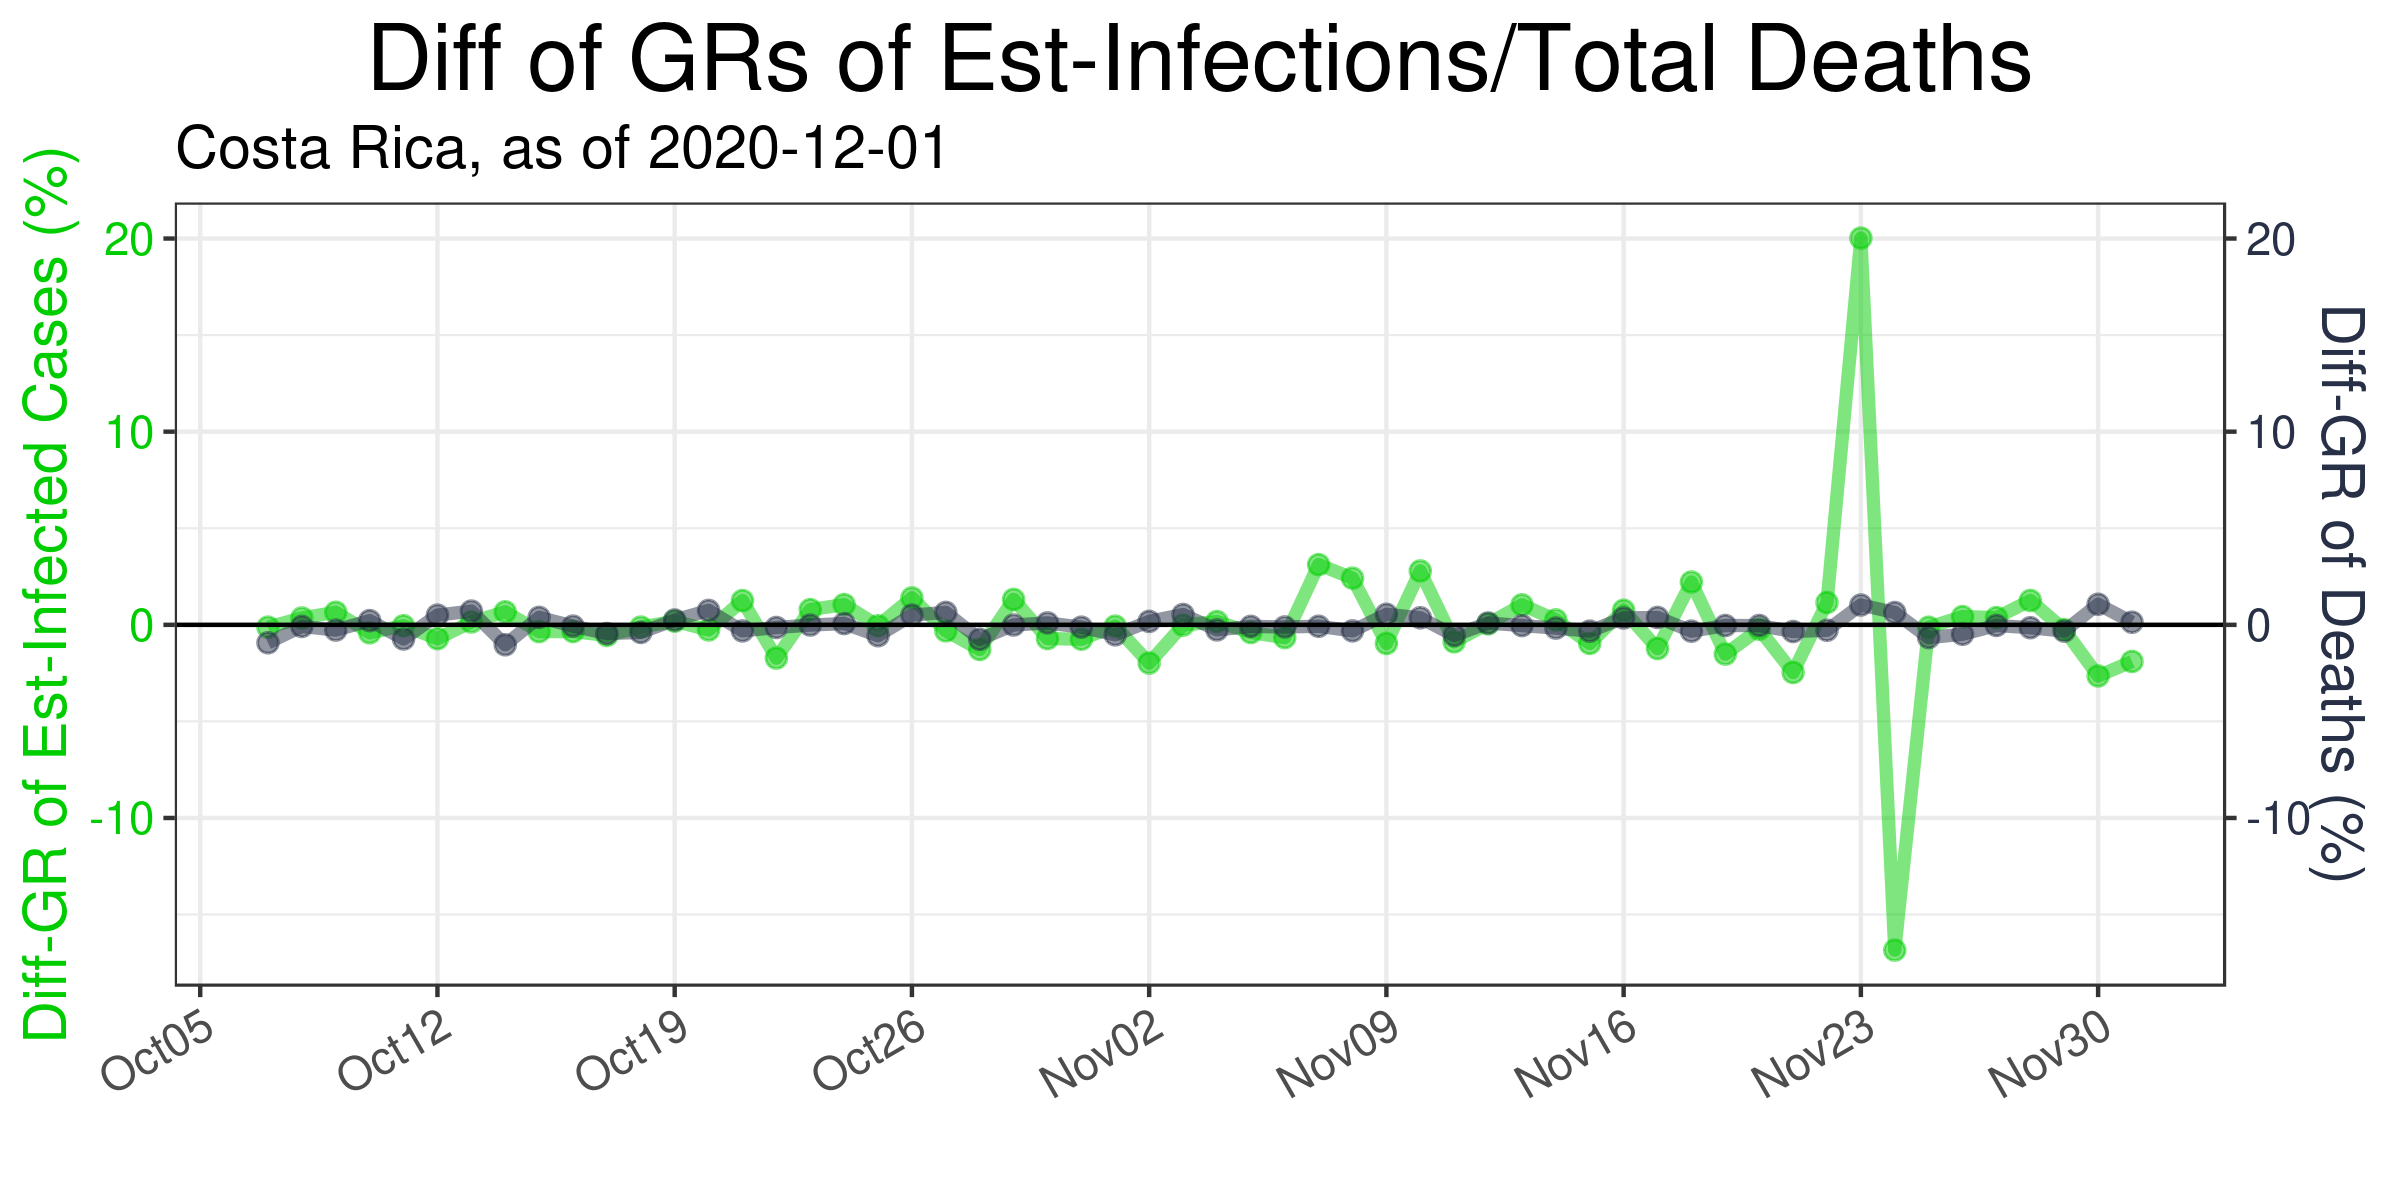 Diff of GRs of Est-Infections/Total Deaths
Costa Rica, as of 2020-12-01
Diff-GR of Est-Infected Cases (%)
20
10
0
-10
20
10
0
-10
Diff-GR of Deaths (%)
Oct05
Oct12
Oct19
Oct26
Nov02
Nov09
Nov16
Nov23
Nov30